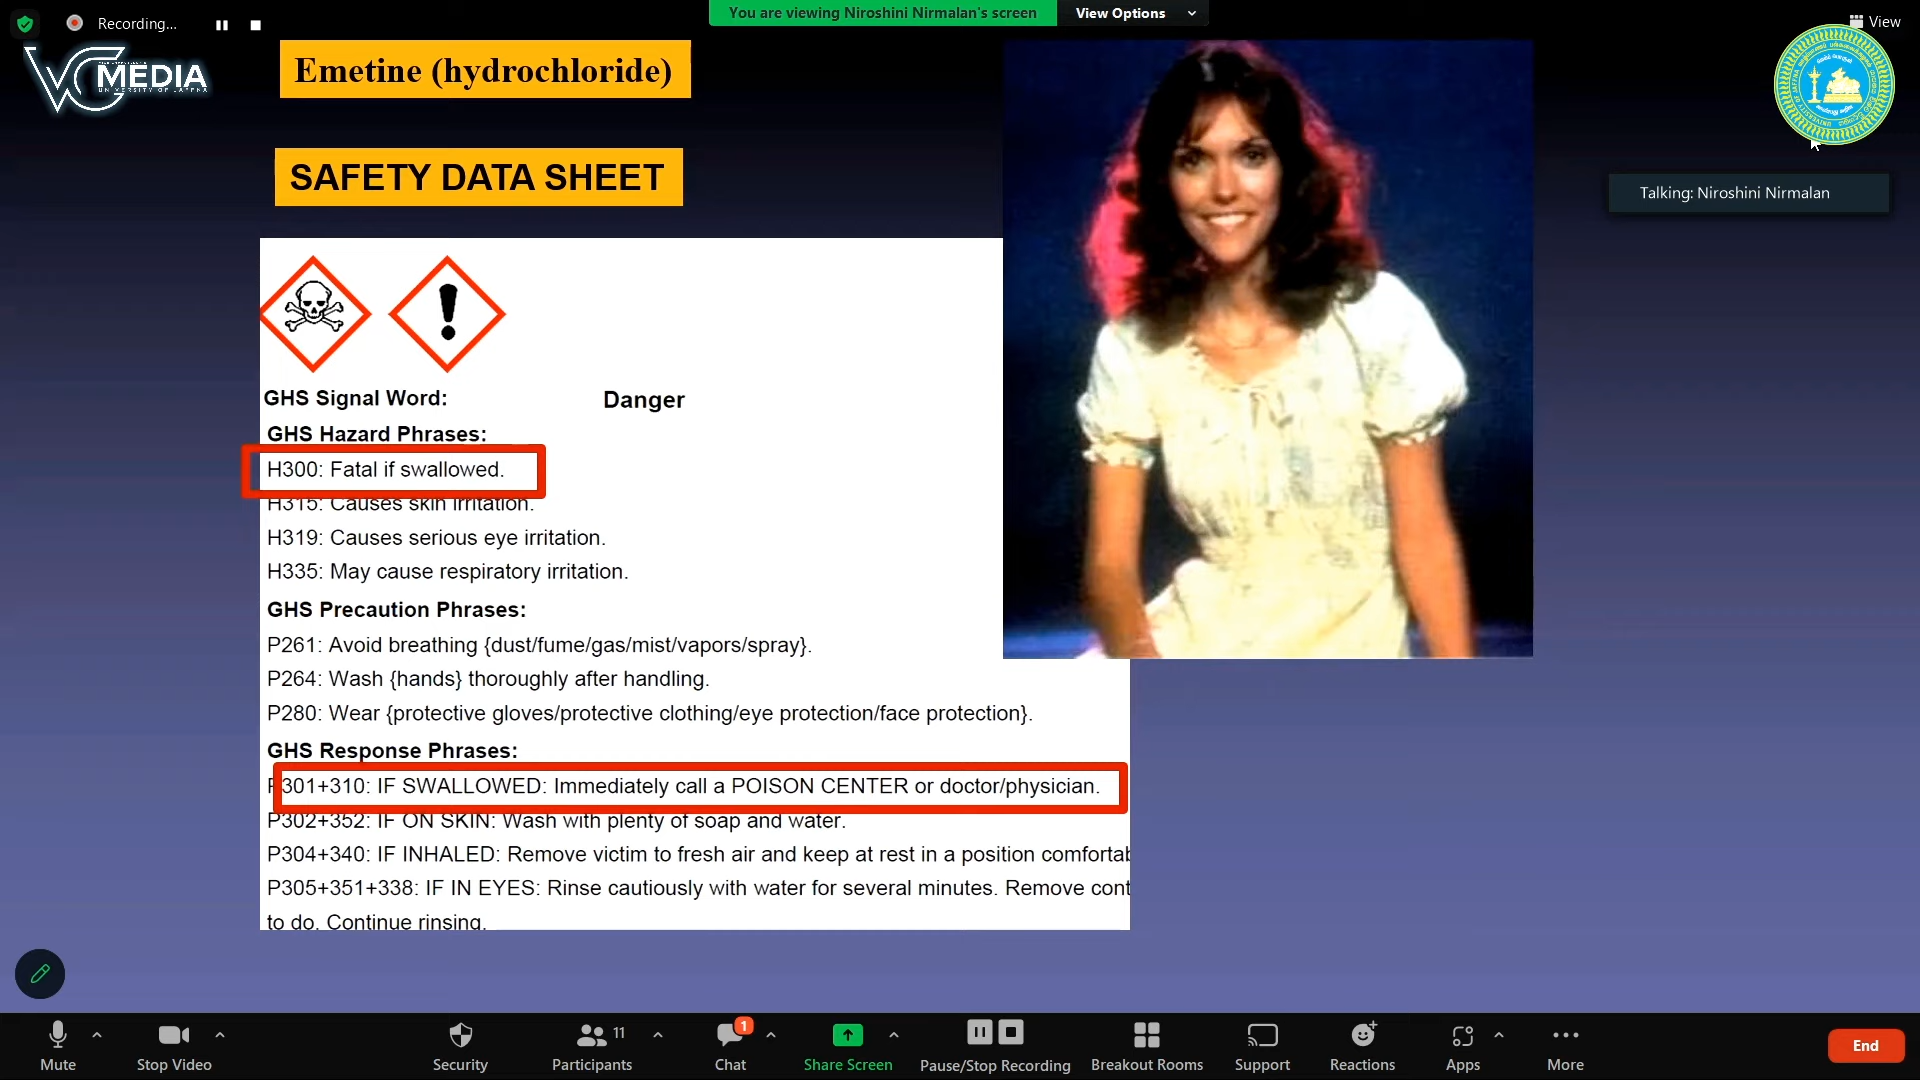 Recording...
You are viewing Niroshini Nirmalan's screen
View Options
View
VC MEDIA
UNIVERSITY OF JAFFNA
Emetine (hydrochloride)
SAFETY DATA SHEET
Talking: Niroshini Nirmalan
GHS Signal Word: Danger
GHS Hazard Phrases:
H300: Fatal if swallowed.
H315: Causes skin irritation.
H319: Causes serious eye irritation.
H335: May cause respiratory irritation.
GHS Precaution Phrases:
P261: Avoid breathing {dust/fume/gas/mist/vapors/spray}.
P264: Wash {hands} thoroughly after handling.
P280: Wear {protective gloves/protective clothing/eye protection/face protection}.
GHS Response Phrases:
P301+310: IF SWALLOWED: Immediately call a POISON CENTER or doctor/physician.
P302+352: IF ON SKIN: Wash with plenty of soap and water.
P304+340: IF INHALED: Remove victim to fresh air and keep at rest in a position comfortab
P305+351+338: IF IN EYES: Rinse cautiously with water for several minutes. Remove cont
to do. Continue rinsing.
Mute
Stop Video
Security
Participants
11
Chat
1
Share Screen
Pause/Stop Recording
Breakout Rooms
Support
Reactions
Apps
More
End